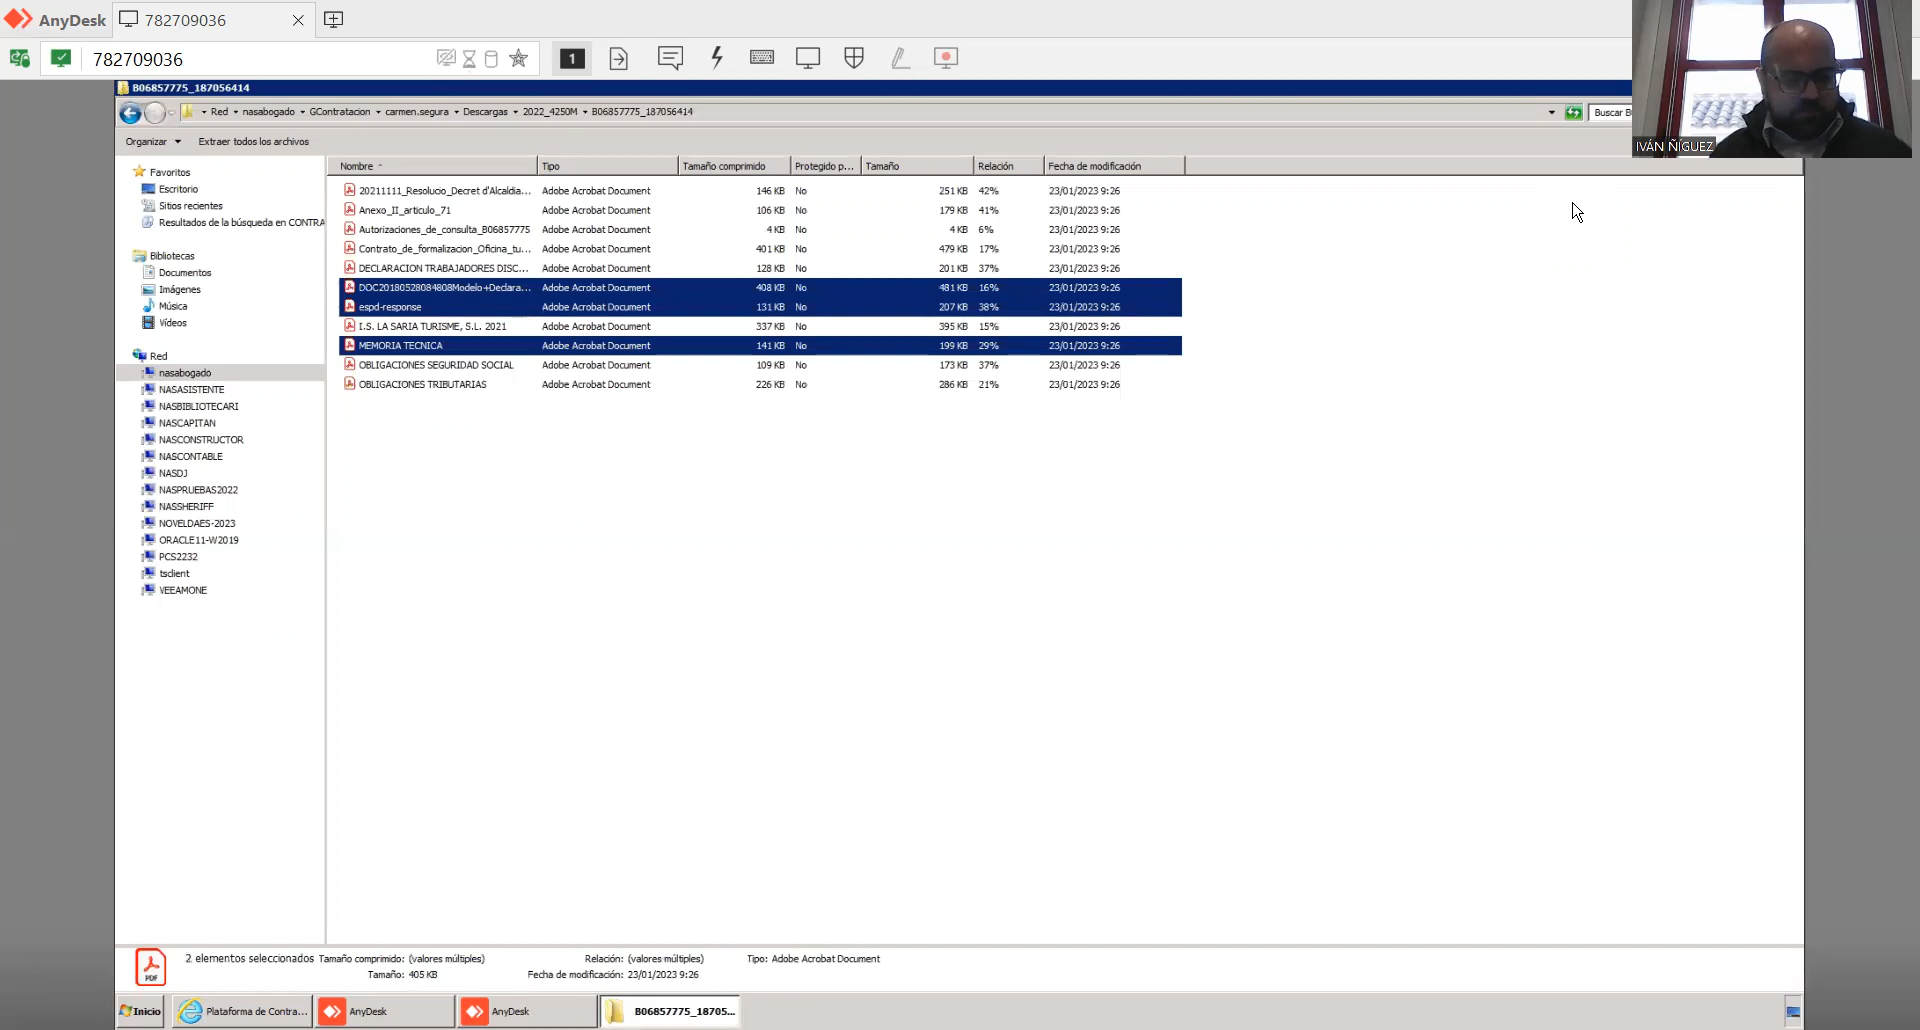 AnyDesk 782709036
782709036 1
B06857775_187056414
Red nasabogado GContratacion carmen.segura Descargas 2022_4250M B06857775_187056414 Buscar B
IVÁN ÑÍGUEZ
Organizar Extraer todos los archivos
Nombre Tipo Tamaño comprimido Protegido p... Tamaño Relación Fecha de modificación
Favoritos
Escritorio
Sitios recientes
Resultados de la búsqueda en CONTRA
Bibliotecas
Documentos
Imágenes
Música
Vídeos
Red
nasabogado
NASASISTENTE
NASBIBLIOTECARI
NASCAPITAN
NASCONSTRUCTOR
NASCONTABLE
NASDJ
NASPRUEBAS2022
NASSHERIFF
NOVELDAES-2023
ORACLE11-W2019
PCS2232
tsclient
VEEAMONE
20211111_Resolucio_Decret d'Alcaldia... Adobe Acrobat Document 146 KB No 251 KB 42% 23/01/2023 9:26
Anexo_II_articulo_71 Adobe Acrobat Document 106 KB No 179 KB 41% 23/01/2023 9:26
Autorizaciones_de_consulta_B06857775 Adobe Acrobat Document 4 KB No 4 KB 6% 23/01/2023 9:26
Contrato_de_formalizacion_Oficina_tu... Adobe Acrobat Document 401 KB No 479 KB 17% 23/01/2023 9:26
DECLARACION TRABAJADORES DISC... Adobe Acrobat Document 128 KB No 201 KB 37% 23/01/2023 9:26
DOC20180528084808Modelo+Declara... Adobe Acrobat Document 408 KB No 481 KB 16% 23/01/2023 9:26
espd-response Adobe Acrobat Document 131 KB No 207 KB 38% 23/01/2023 9:26
I.S. LA SARIA TURISME, S.L. 2021 Adobe Acrobat Document 337 KB No 395 KB 15% 23/01/2023 9:26
MEMORIA TECNICA Adobe Acrobat Document 141 KB No 199 KB 29% 23/01/2023 9:26
OBLIGACIONES SEGURIDAD SOCIAL Adobe Acrobat Document 109 KB No 173 KB 37% 23/01/2023 9:26
OBLIGACIONES TRIBUTARIAS Adobe Acrobat Document 226 KB No 286 KB 21% 23/01/2023 9:26
PDF
2 elementos seleccionados Tamaño comprimido: (valores múltiples) Relación: (valores múltiples) Tipo: Adobe Acrobat Document
Tamaño: 405 KB Fecha de modificación: 23/01/2023 9:26
Inicio Plataforma de Contra... AnyDesk AnyDesk B06857775_18705...